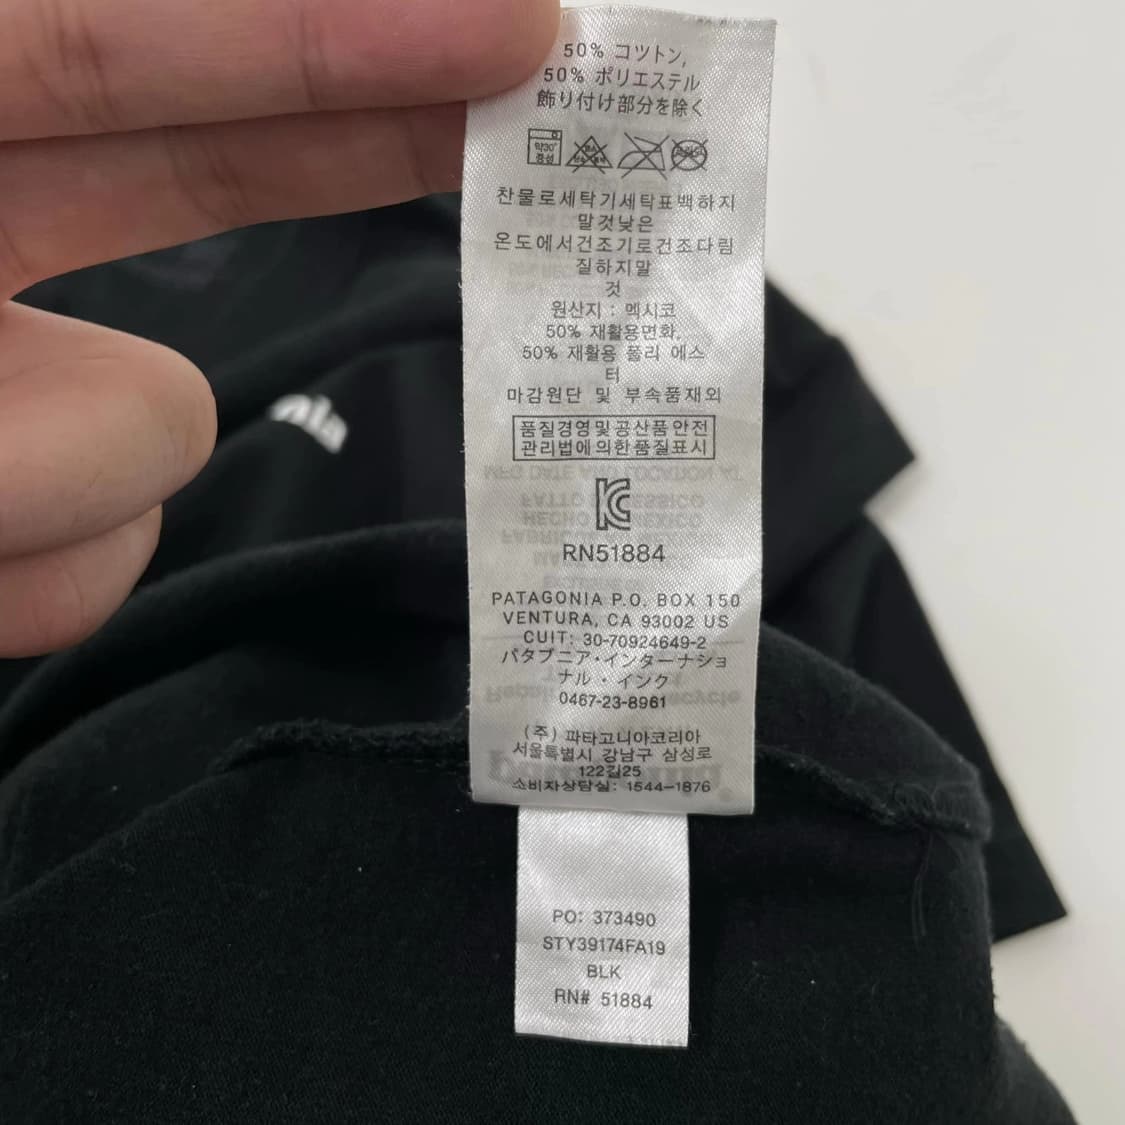 50% コツトン,
50% ポリエステル
飾り付け部分を除く
약30°
중성
찬물로세탁기세탁표백하지
말것낮은
온도에서건조기로건조다림
질하지말
것
원산지 : 멕시코
50% 재활용면화,
50% 재활용 폴리 에스
터
마감원단 및 부속품재외
품질경영및공산품안전
관리법에의한품질표시
RN51884
PATAGONIA P.O. BOX 150
VENTURA, CA 93002 US
CUIT: 30-70924649-2
パタブニア・インターナショ
ナル・インク
0467-23-8961
(주) 파타고니아코리아
서울특별시 강남구 삼성로
122길25
소비자상담실: 1544-1876
PO: 373490
STY39174FA19
BLK
RN# 51884